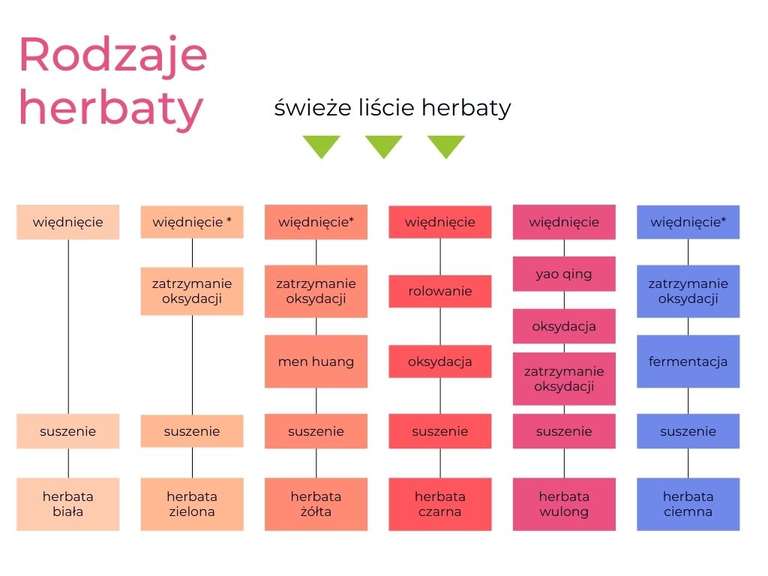 Rodzaje
herbaty
świeże liście herbaty
więdnięcie
suszenie
herbata
biała
więdnięcie *
zatrzymanie
oksydacji
suszenie
herbata
zielona
więdnięcie*
zatrzymanie
oksydacji
men huang
suszenie
herbata
żółta
więdnięcie
rolowanie
oksydacja
suszenie
herbata
czarna
więdnięcie
yao qing
oksydacja
zatrzymanie
oksydacji
suszenie
herbata
wulong
więdnięcie*
zatrzymanie
oksydacji
fermentacja
suszenie
herbata
ciemna